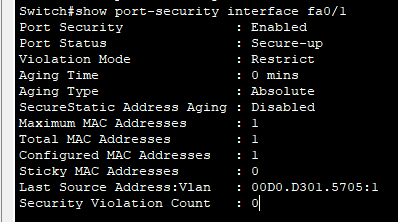 Switch#show port-security interface fa0/1
Port Security : Enabled
Port Status : Secure-up
Violation Mode : Restrict
Aging Time : 0 mins
Aging Type : Absolute
SecureStatic Address Aging : Disabled
Maximum MAC Addresses : 1
Total MAC Addresses : 1
Configured MAC Addresses : 1
Sticky MAC Addresses : 0
Last Source Address:Vlan : 00D0.D301.5705:1
Security Violation Count : 0